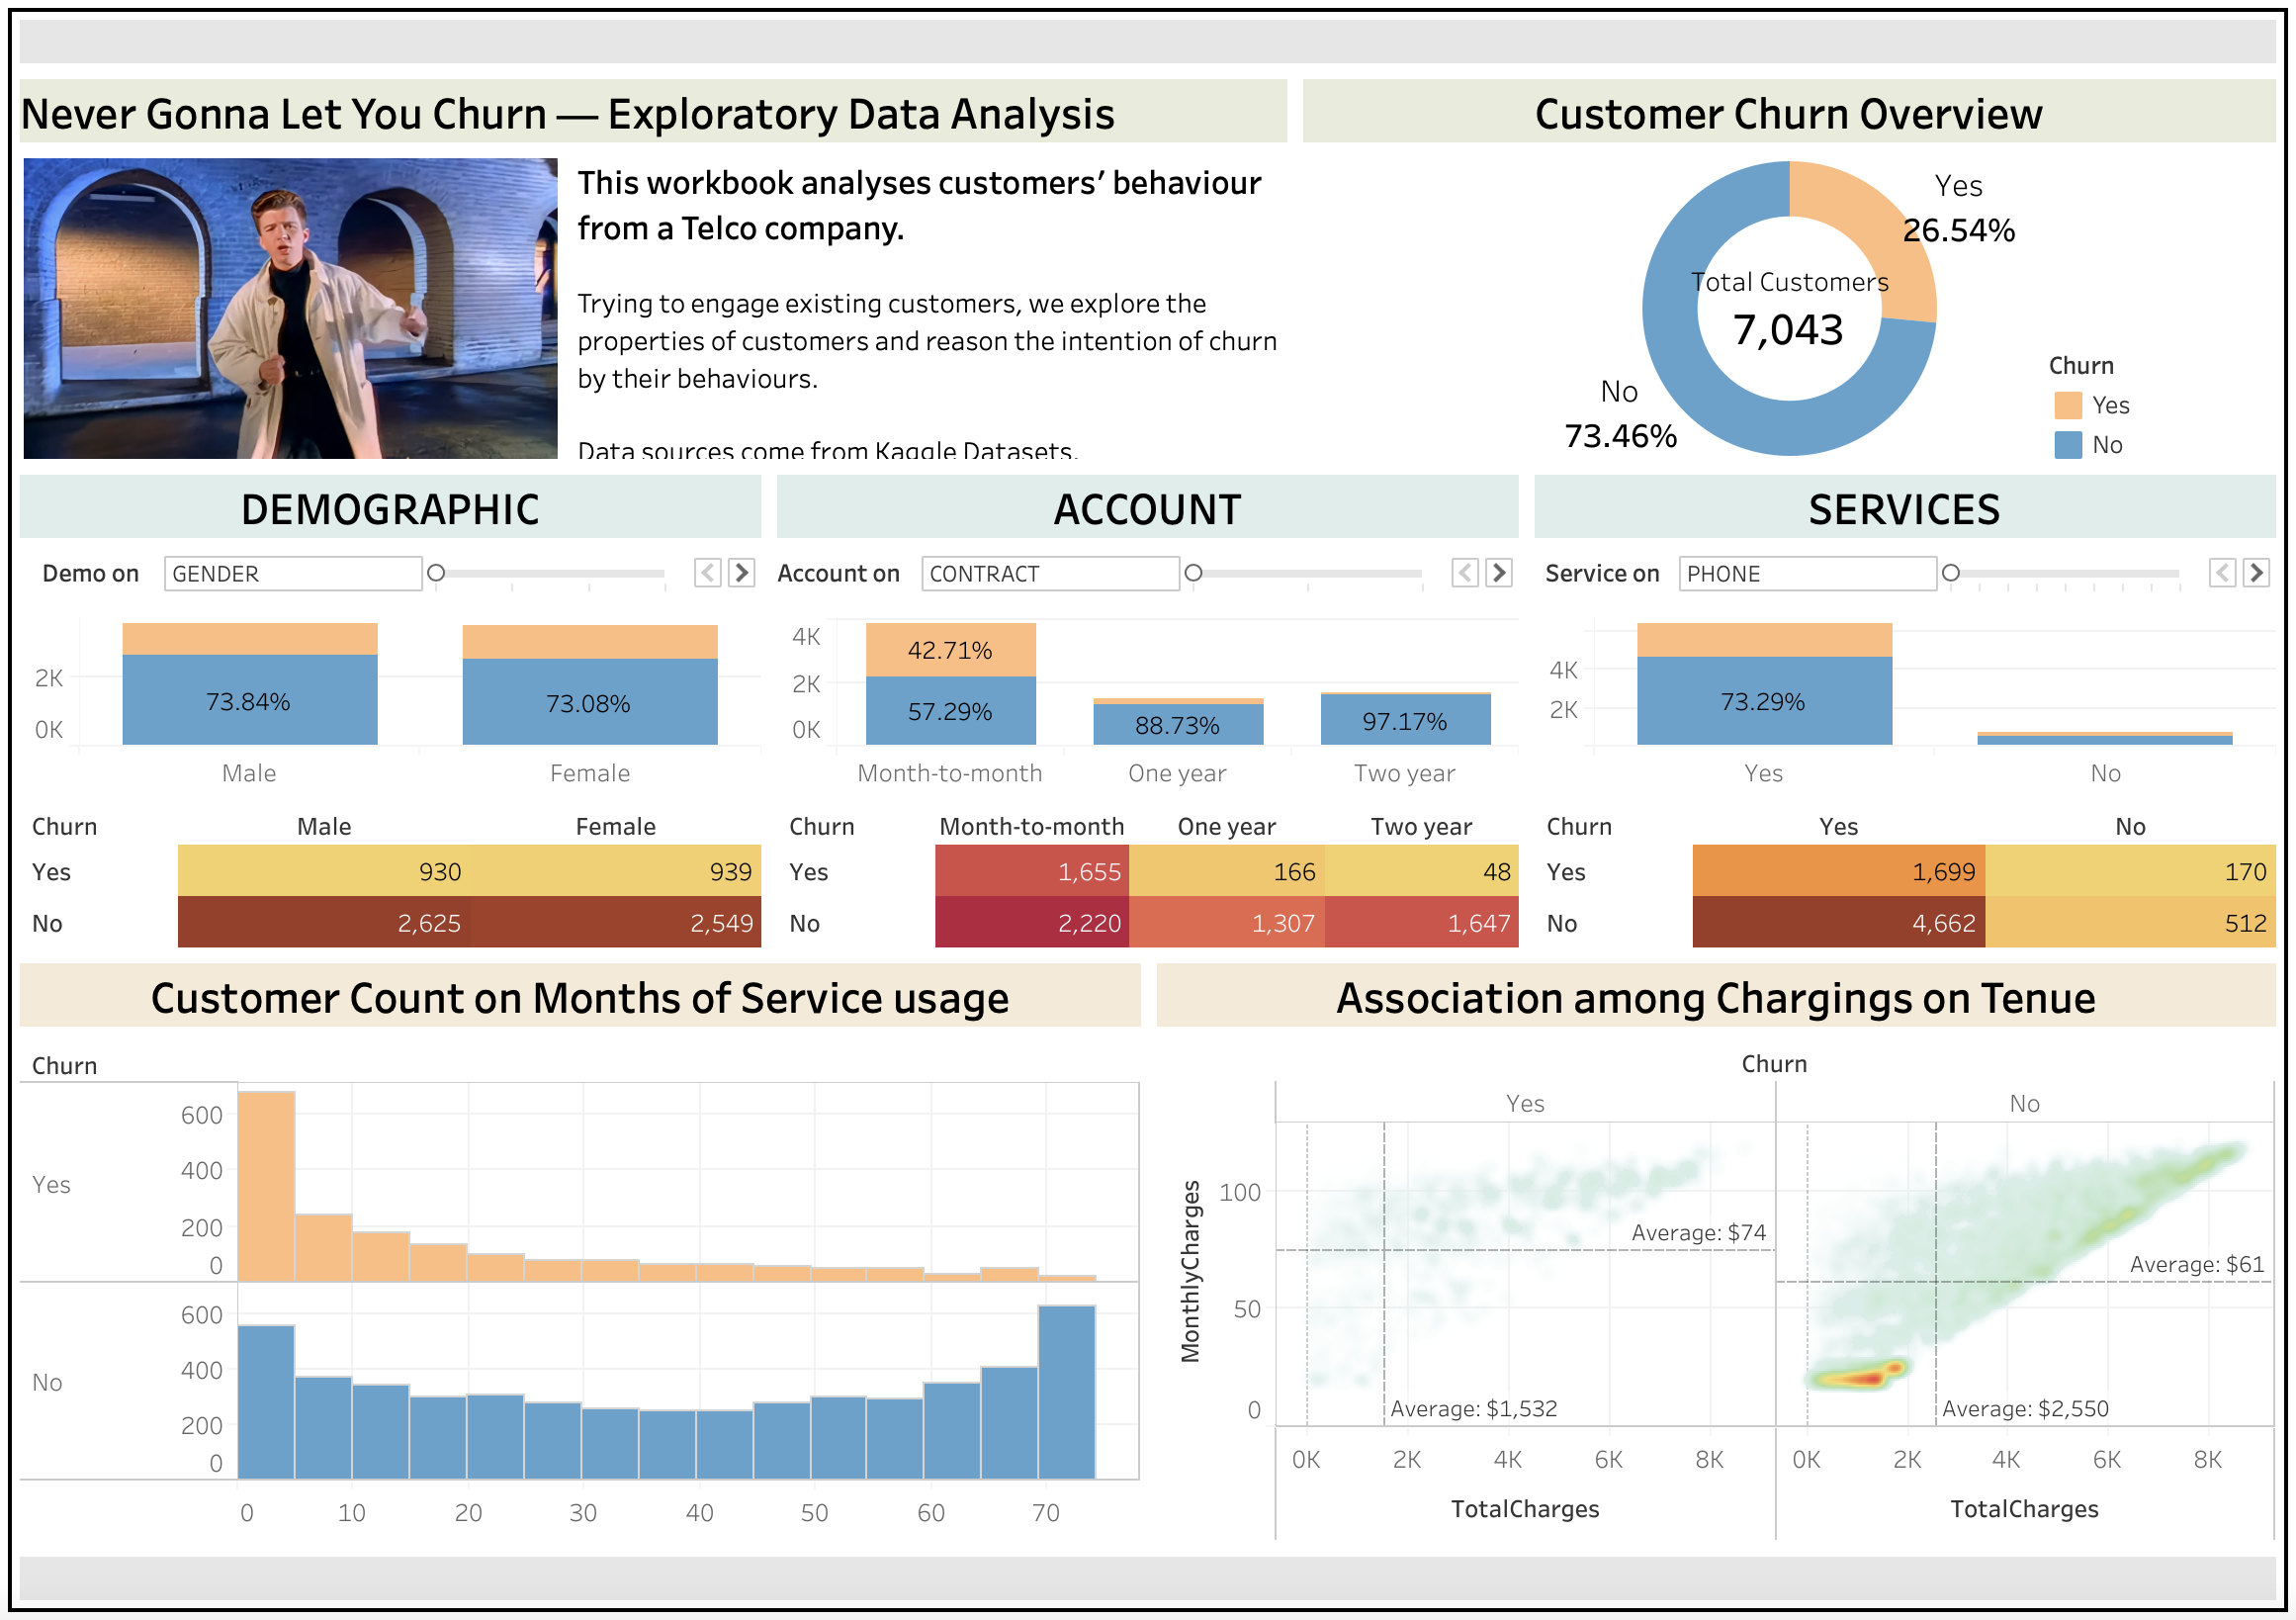 Never Gonna Let You Churn — Exploratory Data Analysis
Customer Churn Overview
This workbook analyses customers’ behaviour
from a Telco company.
Trying to engage existing customers, we explore the
properties of customers and reason the intention of churn
by their behaviours.
Data sources come from Kaggle Datasets.
Yes
26.54%
Total Customers
7,043
No
73.46%
Churn
Yes
No
DEMOGRAPHIC
Demo on GENDER
2K
0K
73.84% 73.08%
Male Female
Churn Male Female
Yes 930 939
No 2,625 2,549
ACCOUNT
Account on CONTRACT
4K
2K
0K
42.71%
57.29% 88.73% 97.17%
Month-to-month One year Two year
Churn Month-to-month One year Two year
Yes 1,655 166 48
No 2,220 1,307 1,647
SERVICES
Service on PHONE
4K
2K
73.29%
Yes No
Churn Yes No
Yes 1,699 170
No 4,662 512
Customer Count on Months of Service usage
Churn
Yes
600
400
200
0
No
600
400
200
0
0 10 20 30 40 50 60 70
Association among Chargings on Tenue
Churn
Yes No
MonthlyCharges
100
50
0
Average: $74
Average: $1,532
Average: $61
Average: $2,550
0K 2K 4K 6K 8K 0K 2K 4K 6K 8K
TotalCharges TotalCharges